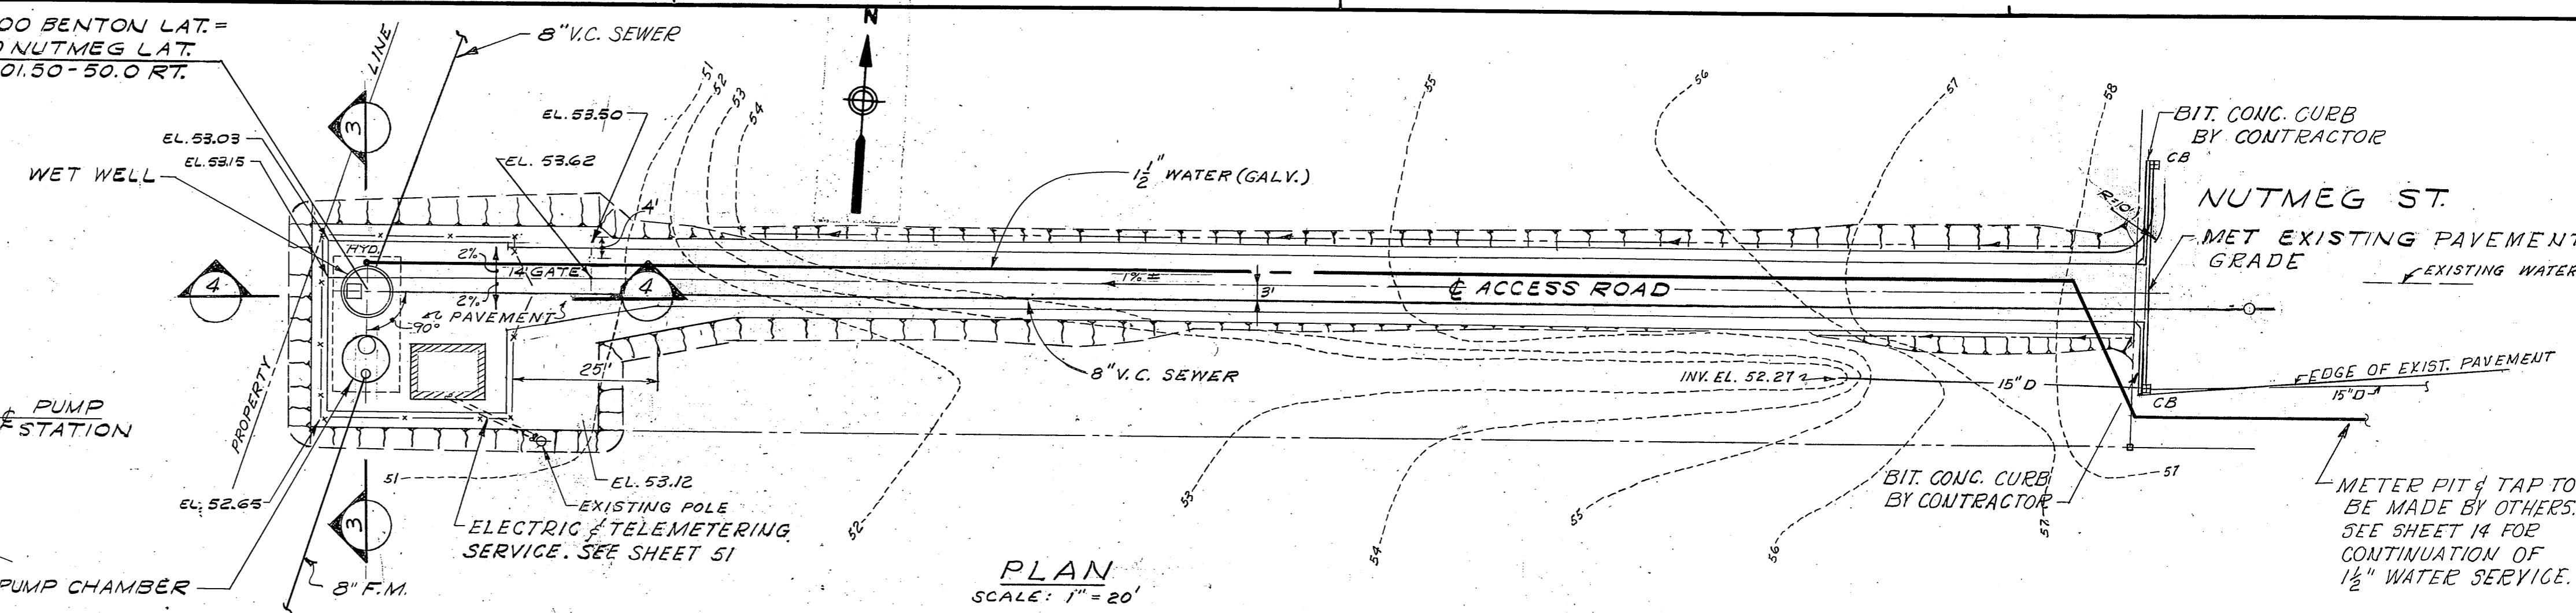 00 BENTON LAT. =
NUTMEG LAT.
01.50 - 50.0 RT.
8" V.C. SEWER
LINE
N
3
EL. 53.03
EL. 53.15
WET WELL
EL. 53.50
EL. 53.62
51
52
53
54
55
56
57
58
1½" WATER (GALV.)
BIT. CONC. CURB
BY CONTRACTOR
CB
R=10'
NUTMEG ST.
MET EXISTING PAVEMENT
GRADE
EXISTING WATER
4'
HYD.
2%
14' GATE
2%
4
4
1% ±
3'
℄ ACCESS ROAD
℄ PAVEMENT
90°
25'
8" V.C. SEWER
INV. EL. 52.27
15" D
EDGE OF EXIST. PAVEMENT
15" D
CB
℄ PUMP
STATION
PROPERTY
EL. 52.65
51
EL. 53.12
EXISTING POLE
ELECTRIC & TELEMETERING
SERVICE. SEE SHEET 51
52
53
54
55
56
57
57
BIT. CONC. CURB
BY CONTRACTOR
METER PIT & TAP TO
BE MADE BY OTHERS.
SEE SHEET 14 FOR
CONTINUATION OF
1½" WATER SERVICE.
3
PUMP CHAMBER
8" F.M.
PLAN
SCALE: 1" = 20'